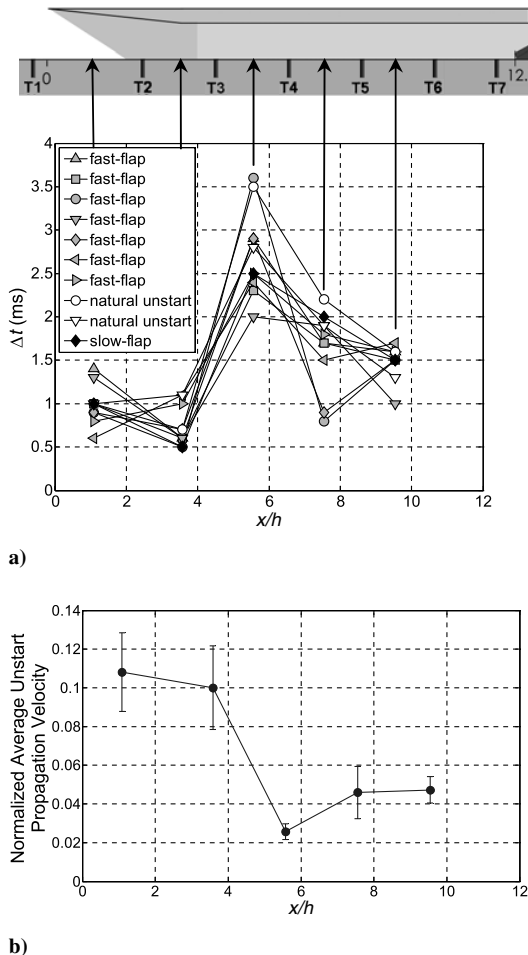 T1 0 T2 T3 T4 T5 T6 T7 12.
4
3.5
3
2.5
2
1.5
1
0.5
0
Δt (ms)
fast-flap
fast-flap
fast-flap
fast-flap
fast-flap
fast-flap
fast-flap
natural unstart
natural unstart
slow-flap
0 2 4 6 8 10 12
x/h
a)
0.14
0.12
0.1
0.08
0.06
0.04
0.02
0
Normalized Average Unstart
Propagation Velocity
0 2 4 6 8 10 12
x/h
b)